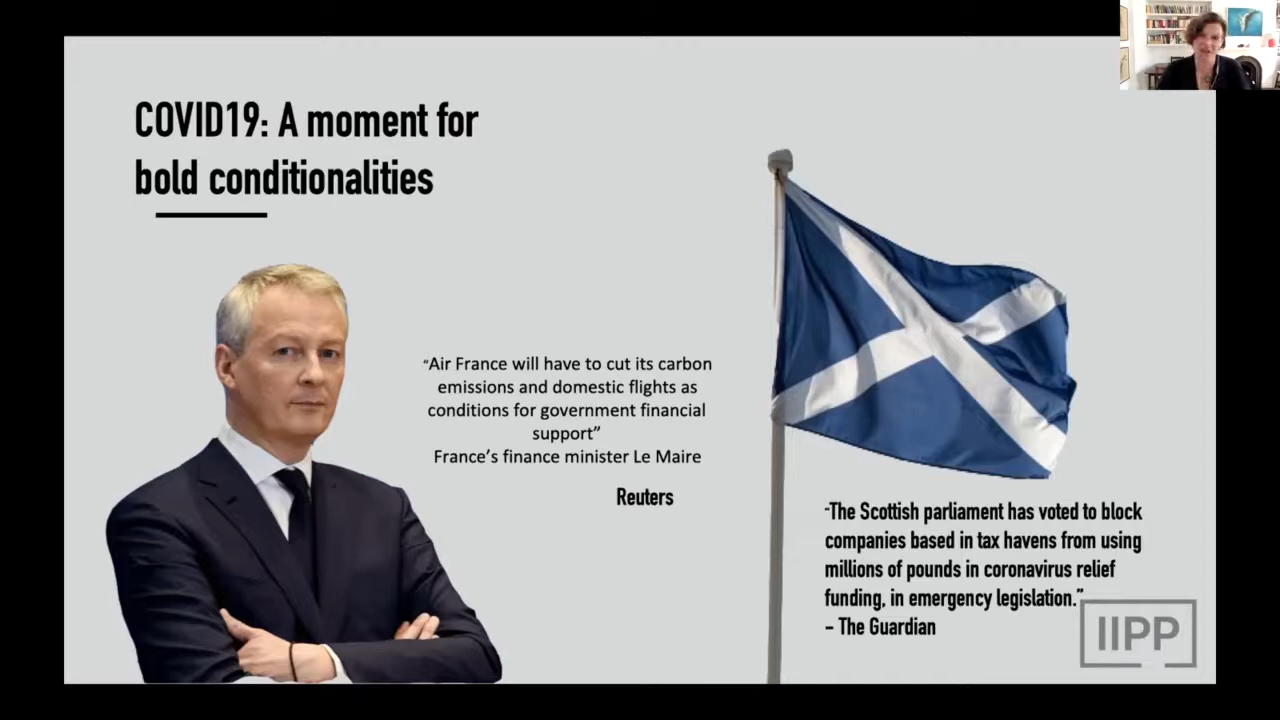 COVID19: A moment for
bold conditionalities
“Air France will have to cut its carbon
emissions and domestic flights as
conditions for government financial
support”
France’s finance minister Le Maire
Reuters
“The Scottish parliament has voted to block
companies based in tax havens from using
millions of pounds in coronavirus relief
funding, in emergency legislation.”
– The Guardian
IIPP